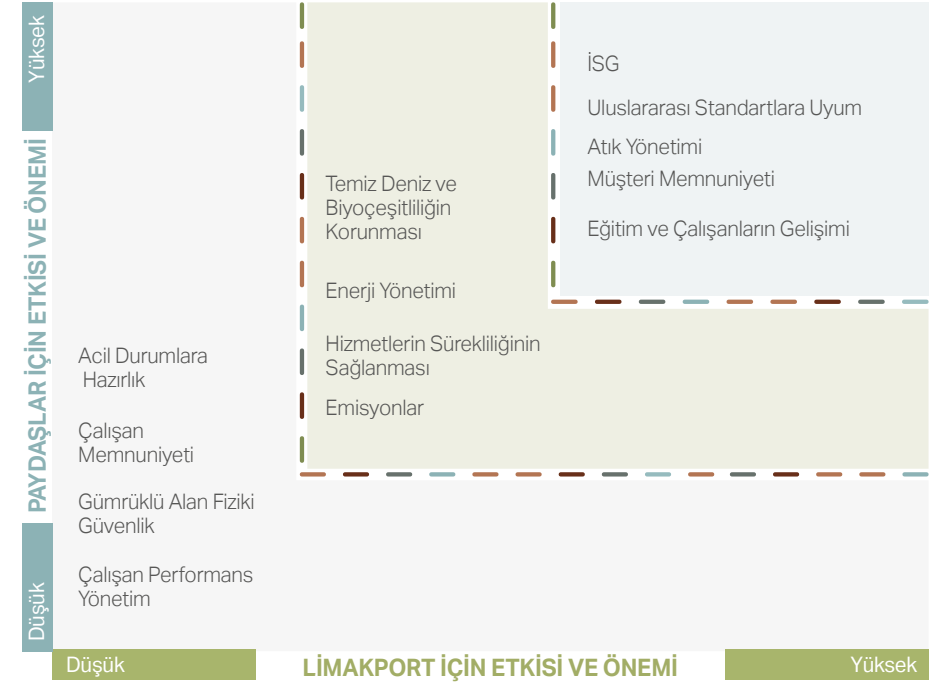 Yüksek
PAYDAŞLAR İÇİN ETKİSİ VE ÖNEMİ
Düşük
Acil Durumlara
Hazırlık
Çalışan
Memnuniyeti
Gümrüklü Alan Fiziki
Güvenlik
Çalışan Performans
Yönetim
Temiz Deniz ve
Biyoçeşitliliğin
Korunması
Enerji Yönetimi
Hizmetlerin Sürekliliğinin
Sağlanması
Emisyonlar
İSG
Uluslararası Standartlara Uyum
Atık Yönetimi
Müşteri Memnuniyeti
Eğitim ve Çalışanların Gelişimi
Düşük
LİMAKPORT İÇİN ETKİSİ VE ÖNEMİ
Yüksek